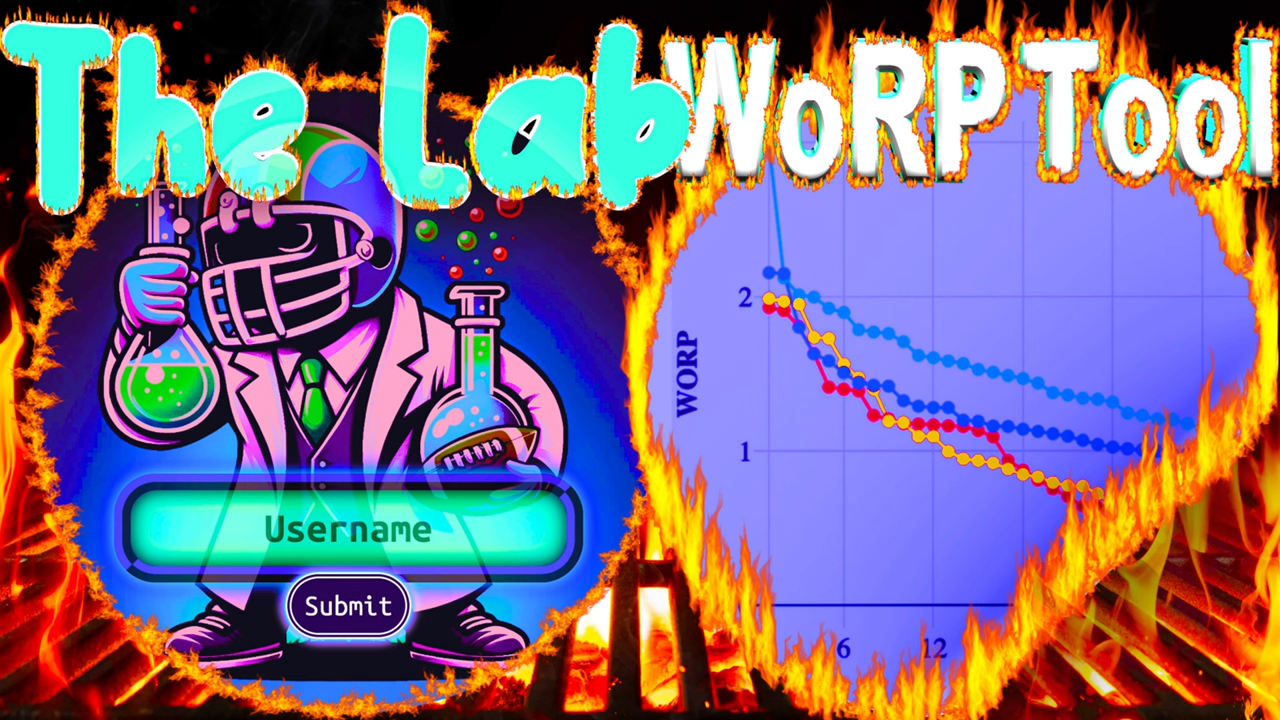 The Lab
WoRP Tool
Username
Submit
WORP
2
1
6
12